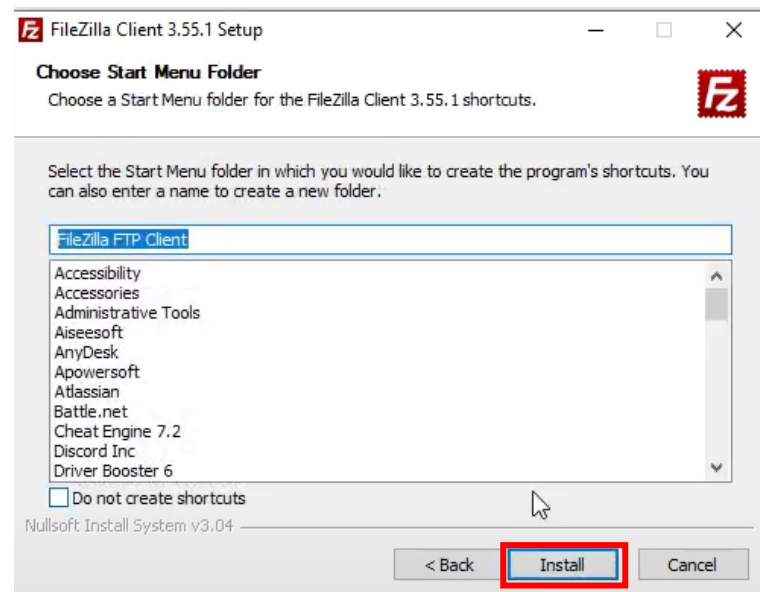 FileZilla Client 3.55.1 Setup
Choose Start Menu Folder
Choose a Start Menu folder for the FileZilla Client 3.55.1 shortcuts.
Fz
Select the Start Menu folder in which you would like to create the program's shortcuts. You
can also enter a name to create a new folder.
FileZilla FTP Client
Accessibility
Accessories
Administrative Tools
Aiseesoft
AnyDesk
Apowersoft
Atlassian
Battle.net
Cheat Engine 7.2
Discord Inc
Driver Booster 6
Do not create shortcuts
Nullsoft Install System v3.04
< Back Install Cancel